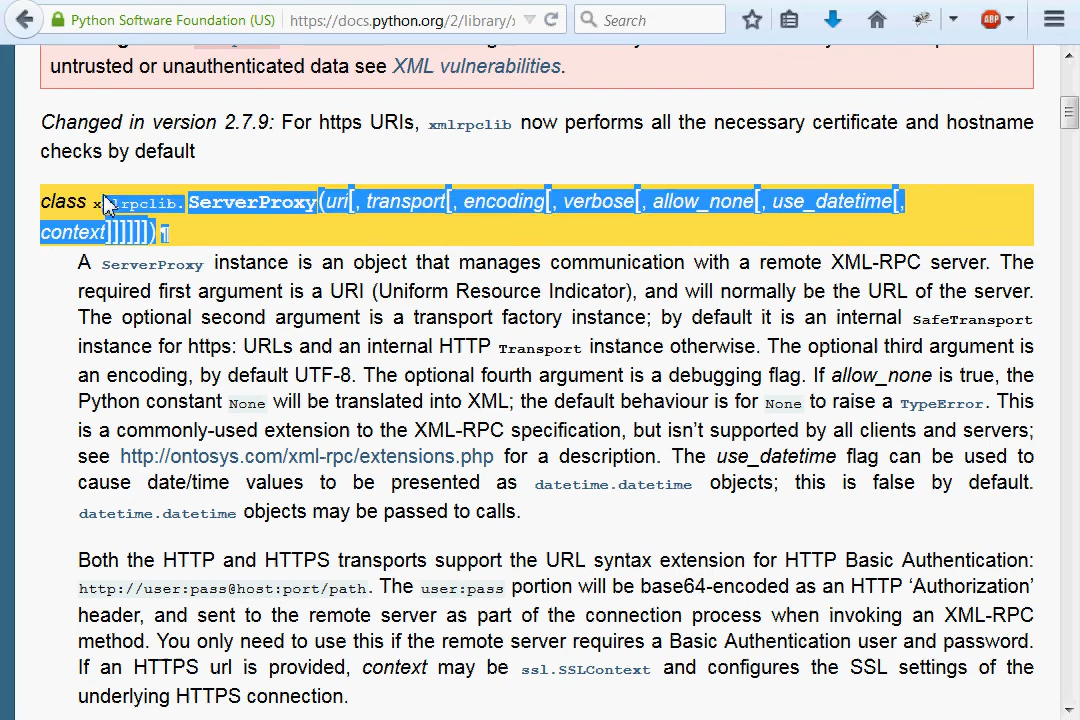 Python Software Foundation (US) https://docs.python.org/2/library/ Search ABP
untrusted or unauthenticated data see XML vulnerabilities.
Changed in version 2.7.9: For https URIs, xmlrpclib now performs all the necessary certificate and hostname
checks by default
class xmlrpclib.ServerProxy(uri[, transport[, encoding[, verbose[, allow_none[, use_datetime[,
context]]]]]])¶
A ServerProxy instance is an object that manages communication with a remote XML-RPC server. The
required first argument is a URI (Uniform Resource Indicator), and will normally be the URL of the server.
The optional second argument is a transport factory instance; by default it is an internal SafeTransport
instance for https: URLs and an internal HTTP Transport instance otherwise. The optional third argument is
an encoding, by default UTF-8. The optional fourth argument is a debugging flag. If allow_none is true, the
Python constant None will be translated into XML; the default behaviour is for None to raise a TypeError. This
is a commonly-used extension to the XML-RPC specification, but isn’t supported by all clients and servers;
see http://ontosys.com/xml-rpc/extensions.php for a description. The use_datetime flag can be used to
cause date/time values to be presented as datetime.datetime objects; this is false by default.
datetime.datetime objects may be passed to calls.
Both the HTTP and HTTPS transports support the URL syntax extension for HTTP Basic Authentication:
http://user:pass@host:port/path. The user:pass portion will be base64-encoded as an HTTP ‘Authorization’
header, and sent to the remote server as part of the connection process when invoking an XML-RPC
method. You only need to use this if the remote server requires a Basic Authentication user and password.
If an HTTPS url is provided, context may be ssl.SSLContext and configures the SSL settings of the
underlying HTTPS connection.